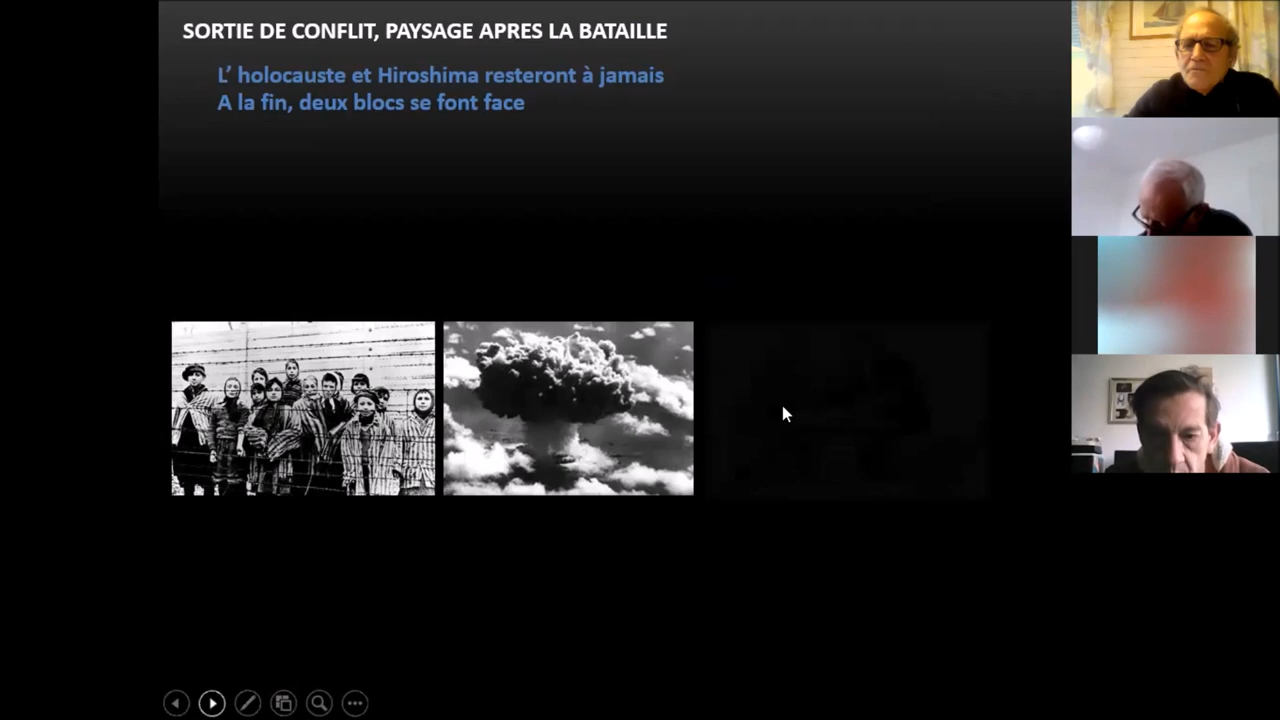 SORTIE DE CONFLIT, PAYSAGE APRES LA BATAILLE
L’ holocauste et Hiroshima resteront à jamais
A la fin, deux blocs se font face